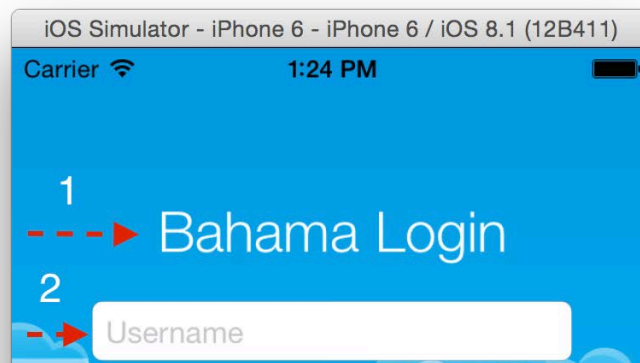 iOS Simulator - iPhone 6 - iPhone 6 / iOS 8.1 (12B411)
Carrier 1:24 PM
1
Bahama Login
2
Username